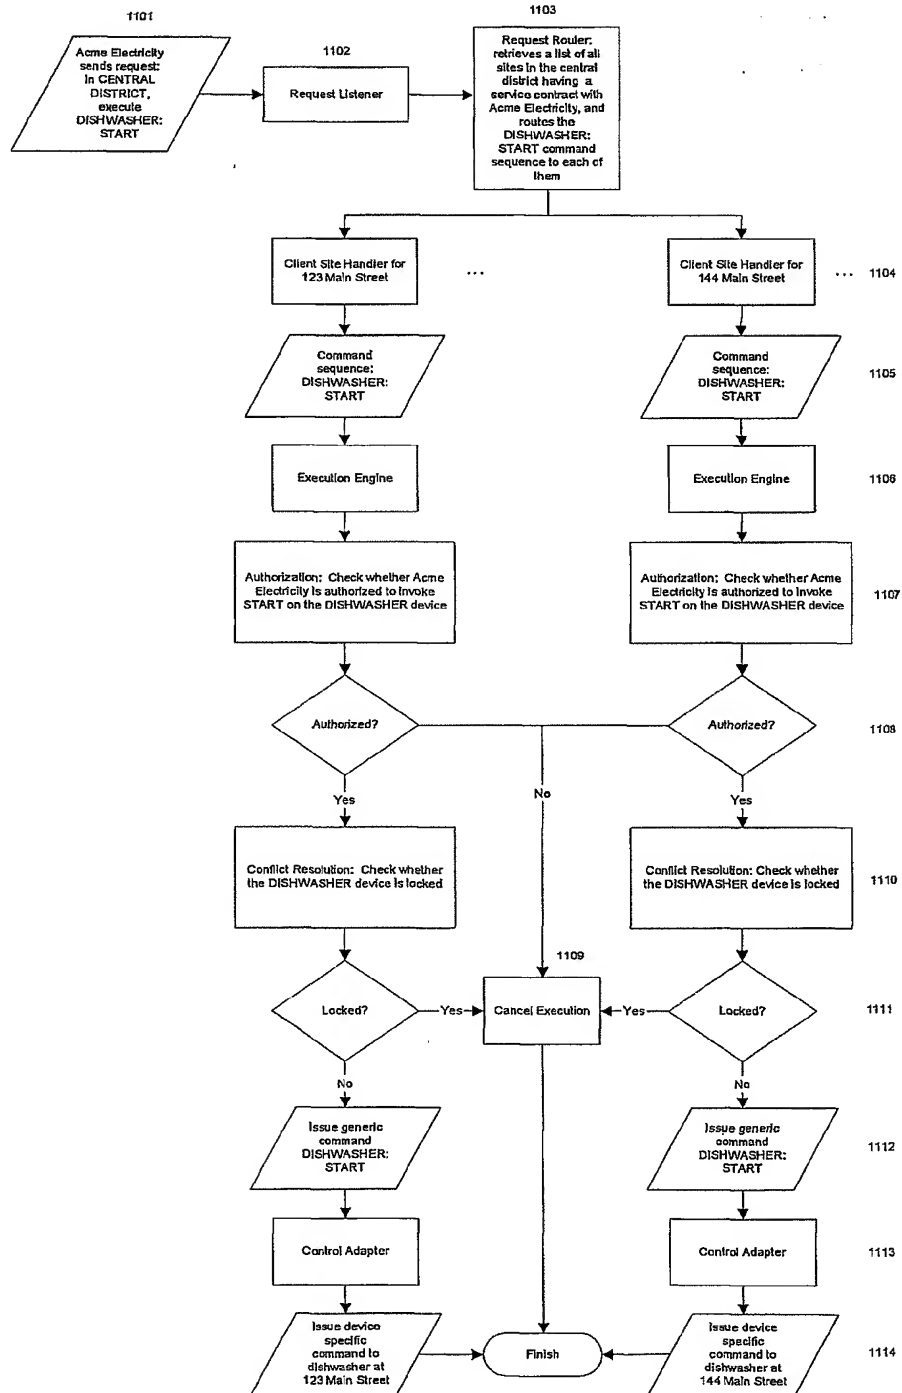 1101
Acme Electricity
sends request:
In CENTRAL
DISTRICT,
execute
DISHWASHER:
START
1102
Request Listener
1103
Request Router:
retrieves a list of all
sites in the central
district having a
service contract with
Acme Electricity, and
routes the
DISHWASHER:
START command
sequence to each of
them
Client Site Handler for
123 Main Street
...
Client Site Handler for
144 Main Street
... 1104
Command
sequence:
DISHWASHER:
START
Command
sequence:
DISHWASHER:
START
1105
Execution Engine
Execution Engine
1106
Authorization: Check whether Acme
Electricity is authorized to invoke
START on the DISHWASHER device
Authorization: Check whether Acme
Electricity is authorized to invoke
START on the DISHWASHER device
1107
Authorized?
Authorized?
1108
Yes
No
Yes
Conflict Resolution: Check whether
the DISHWASHER device is locked
Conflict Resolution: Check whether
the DISHWASHER device is locked
1110
1109
Locked?
Yes
Cancel Execution
Yes
Locked?
1111
No
No
Issue generic
command
DISHWASHER:
START
Issue generic
command
DISHWASHER:
START
1112
Control Adapter
Control Adapter
1113
Issue device
specific
command to
dishwasher at
123 Main Street
Finish
Issue device
specific
command to
dishwasher at
144 Main Street
1114